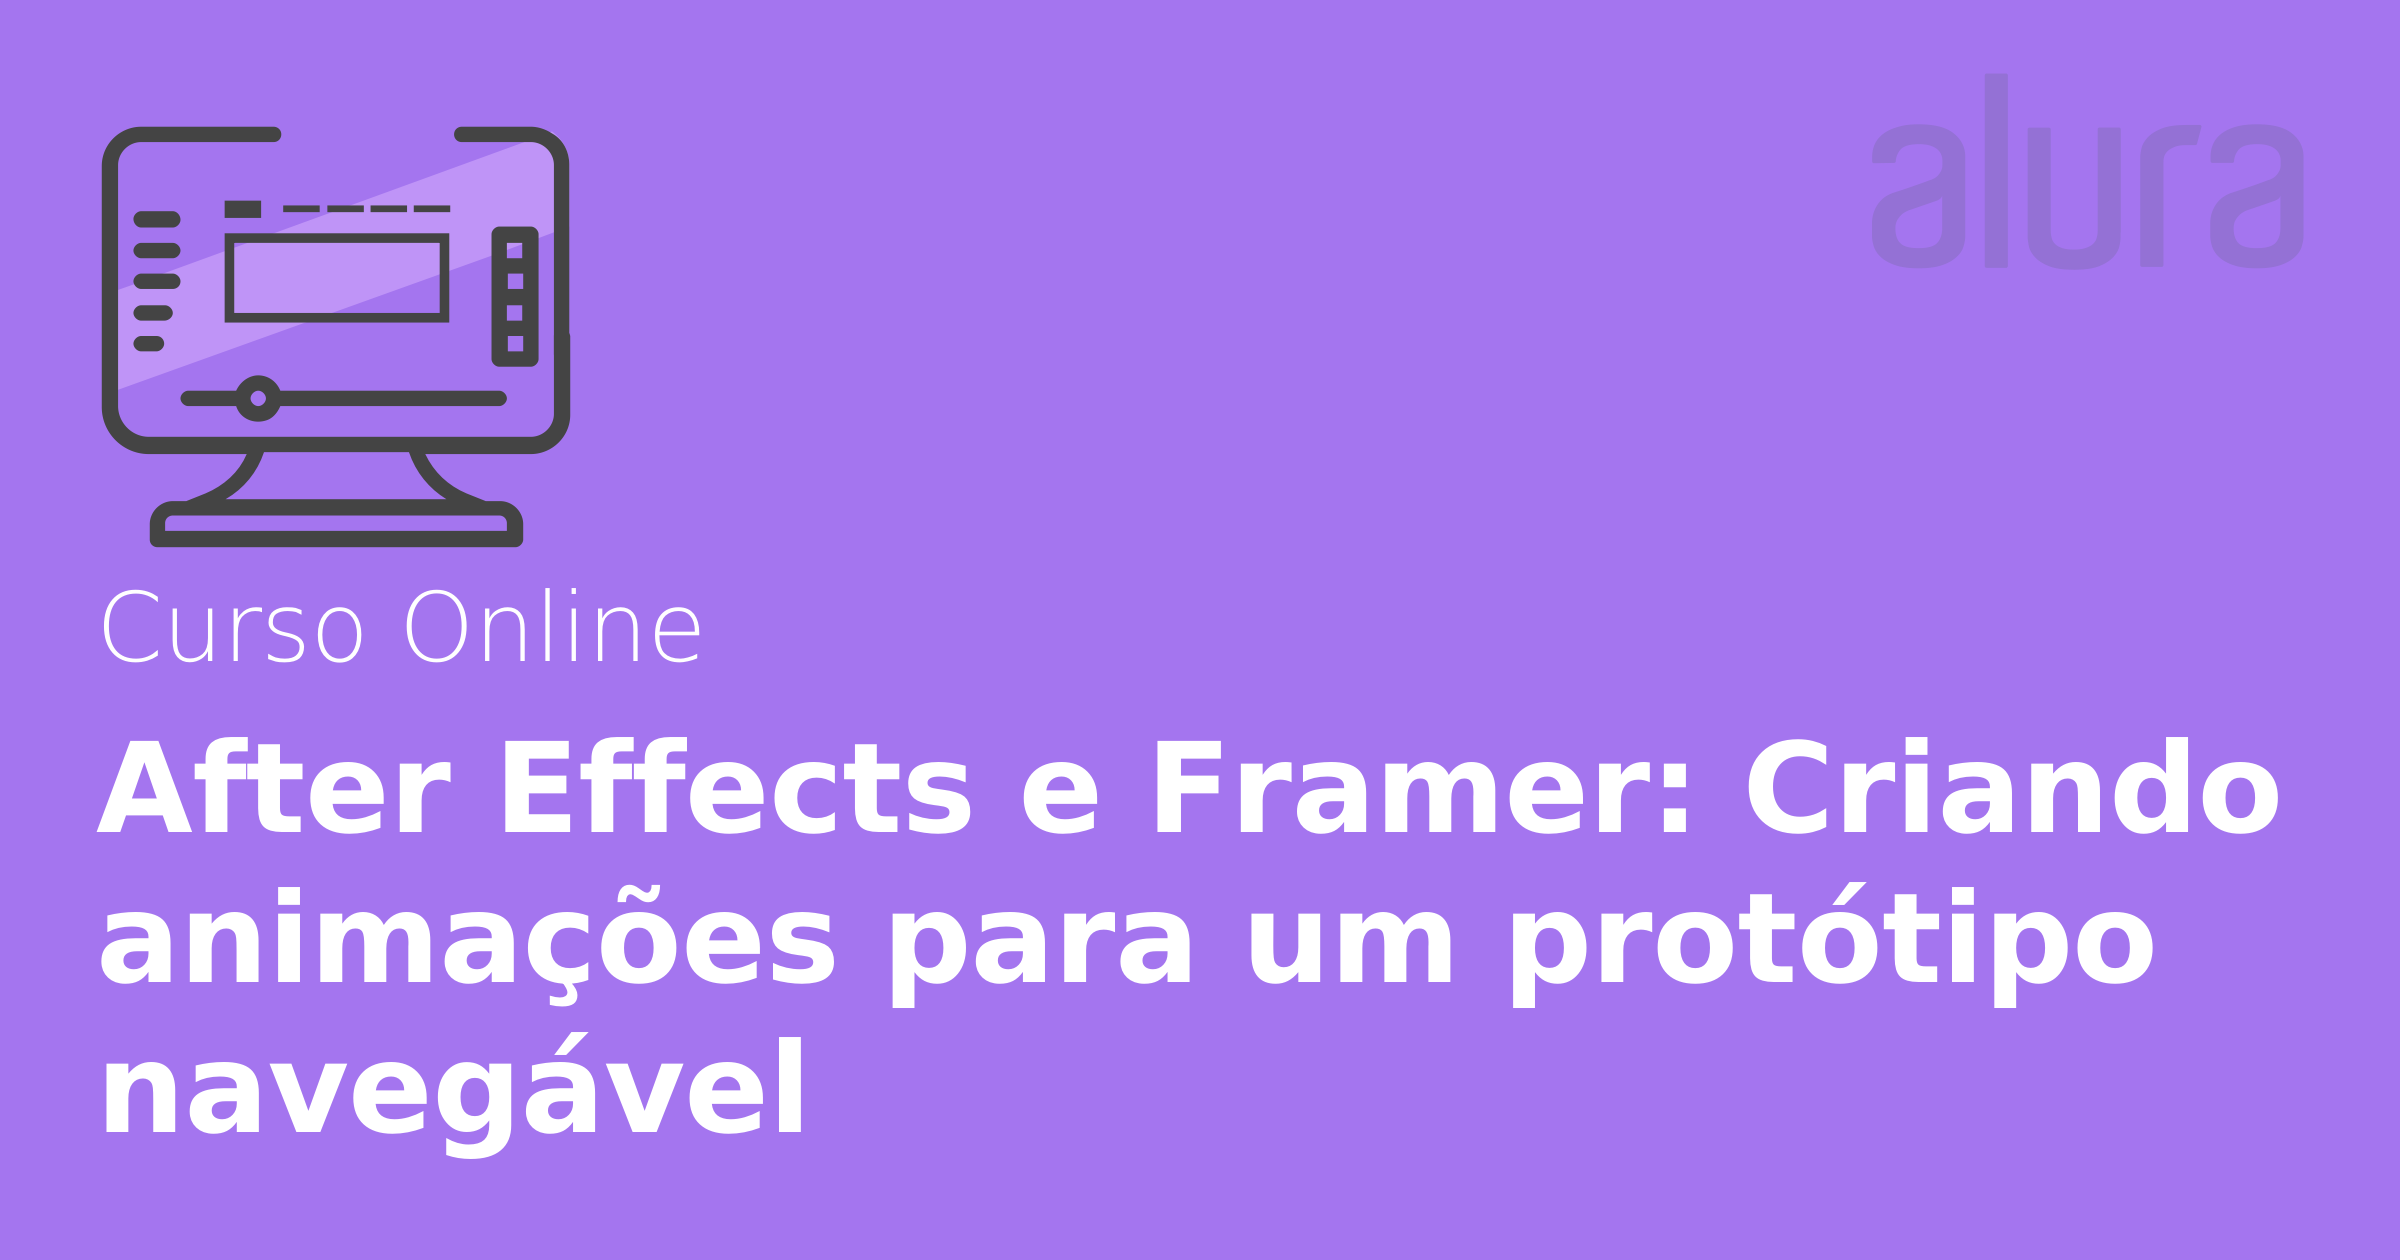 alura
Curso Online
After Effects e Framer: Criando
animações para um protótipo
navegável